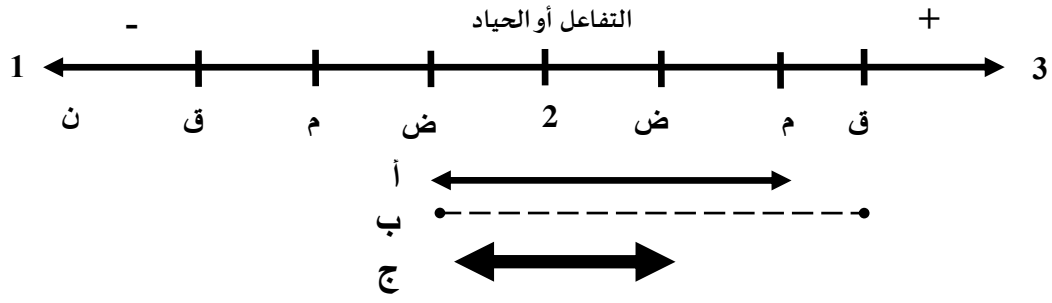 - التفاعل أو الحياد +
1 3
ن ق م ض 2 ض م ق
أ
ب
ج